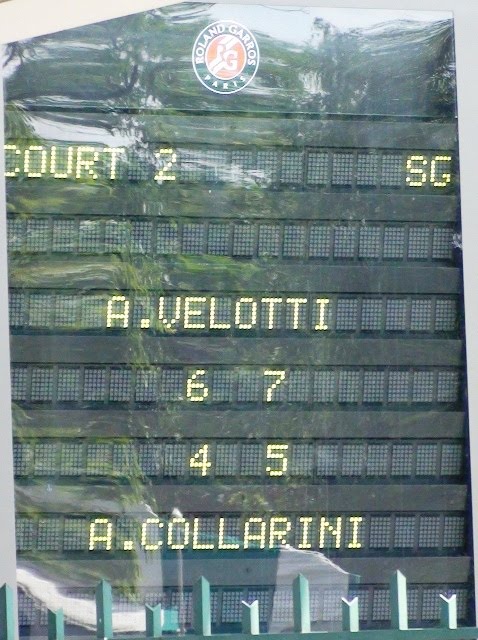 ROLAND GARROS
RG
PARIS
COURT 2 SG
A.VELOTTI
6 7
4 5
A.COLLARINI